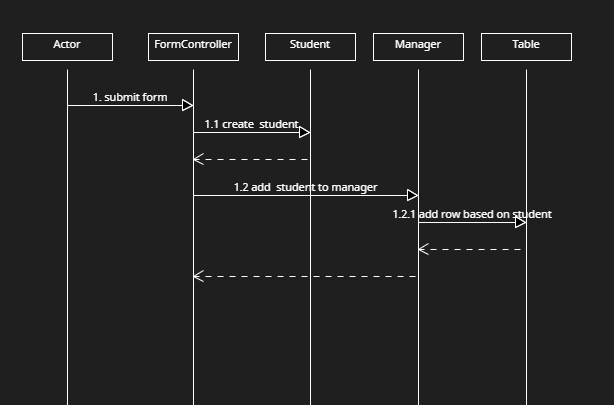 Actor
FormController
Student
Manager
Table
1. submit form
1.1 create  student
1.2 add  student to manager
1.2.1 add row based on student